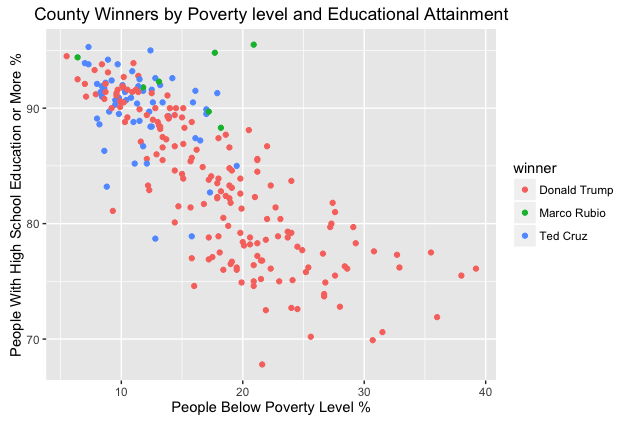 County Winners by Poverty level and Educational Attainment
People With High School Education or More %
90
80
70
10
20
30
40
People Below Poverty Level %
winner
Donald Trump
Marco Rubio
Ted Cruz